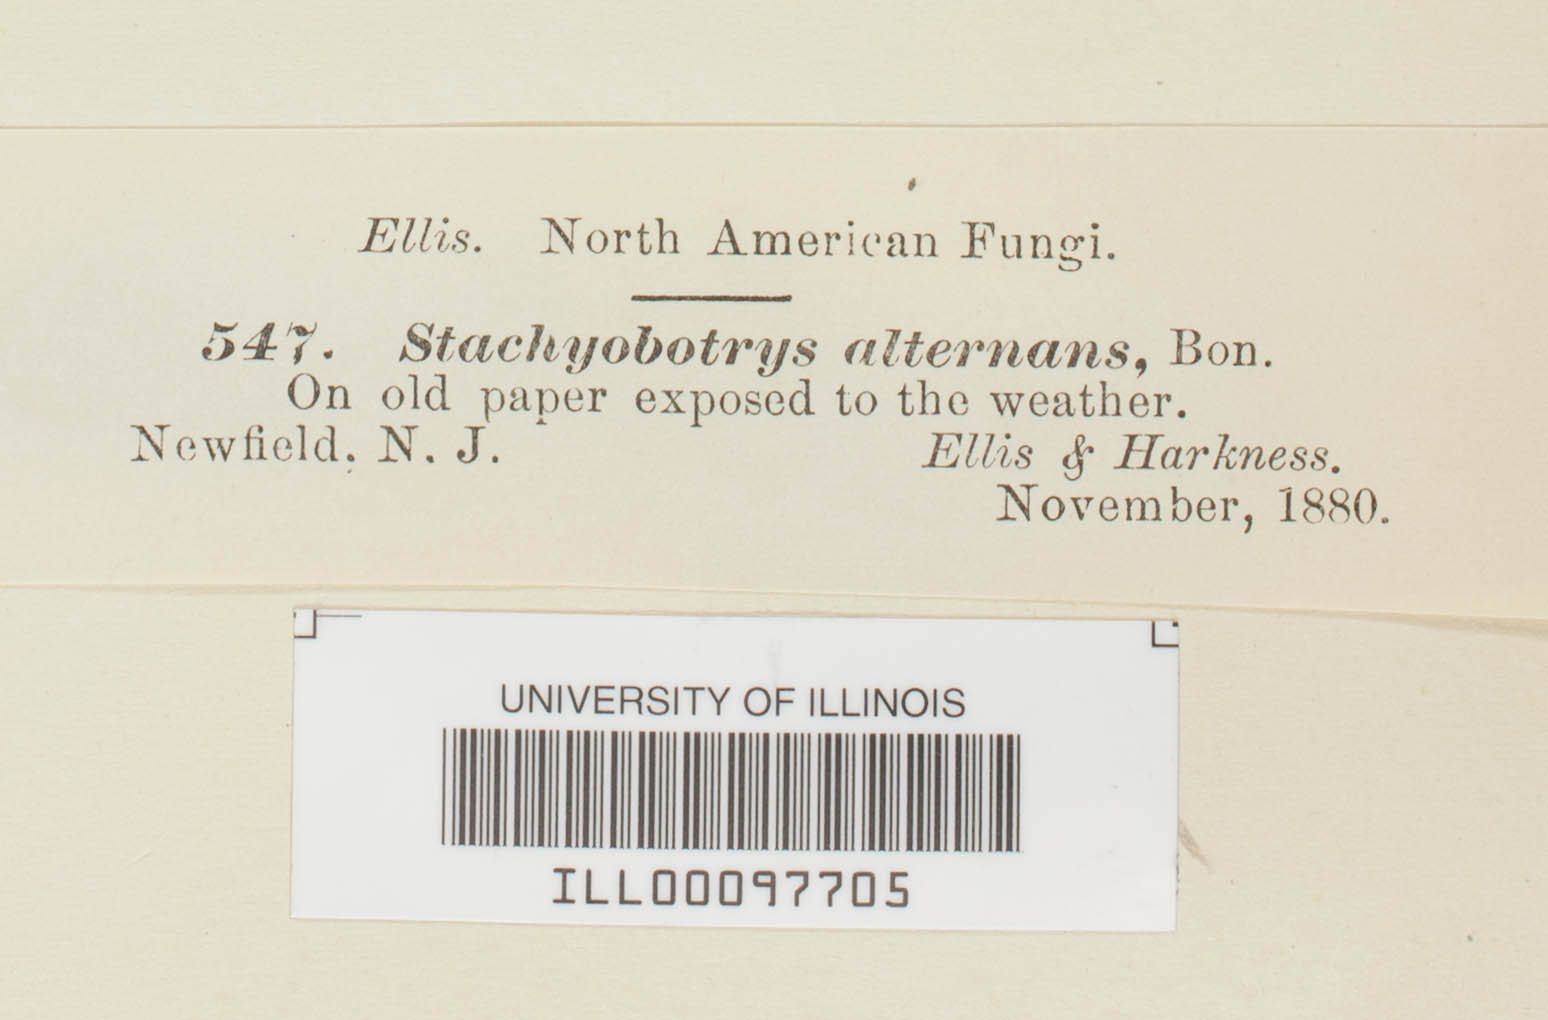 Ellis. North American Fungi.
547. Stachyobotrys alternans, Bon.
On old paper exposed to the weather.
Newfield, N. J.
Ellis & Harkness.
November, 1880.
UNIVERSITY OF ILLINOIS
ILL00097705